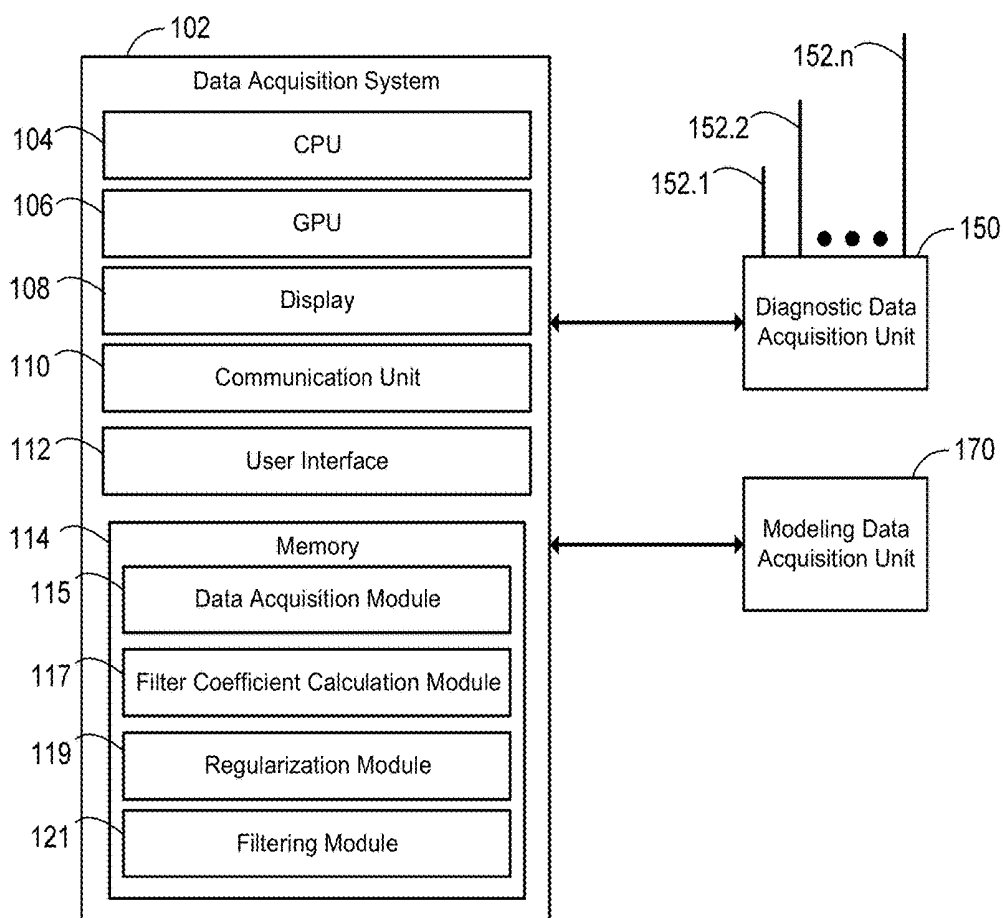 102
Data Acquisition System
104
CPU
106
GPU
108
Display
110
Communication Unit
112
User Interface
114
Memory
115
Data Acquisition Module
117
Filter Coefficient Calculation Module
119
Regularization Module
121
Filtering Module
152.n
152.2
152.1
150
Diagnostic Data
Acquisition Unit
170
Modeling Data
Acquisition Unit